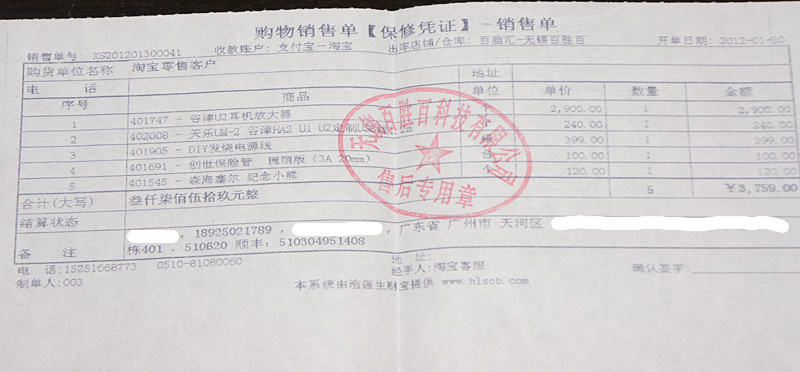 购物销售单【保修凭证】-销售单
销售单号: XS201201300041 收款账户: 支付宝-淘宝 出库店铺/仓库: 百脑汇-无锡百胜百 开单日期: 2012-01-30
购货单位名称 淘宝零售客户 地址
电 话
序号 商品 单位 单价 数量 金额
1 401747 - 谷津U2耳机放大器 个 2,900.00 1 2,900.00
2 402008 - 天乐UM-2 谷津HA2 U1 U2定制USB 2m 240.00 1 240.00
3 401905 - DIY发烧电源线 399.00 1 399.00
4 401691 - 创世保险管 瑰丽版 (3A 20mm) 100.00 1 100.00
5 401545 - 森海塞尔 纪念小熊 个 120.00 1 120.00
合计(大写) 叁仟柒佰伍拾玖元整 5 ¥3,759.00
结算状态
备 注 , 18925021789 , , 广东省 广州市 天河区
栋401 , 510620 顺丰: 510304951408
电 话:15251668773 0510-81080060 地 址:
经手人:淘宝客服 确认签字:
制单人:003 本系统由浩莲生财宝提供 www.hlscb.com
无锡百胜百科技有限公司
售后专用章